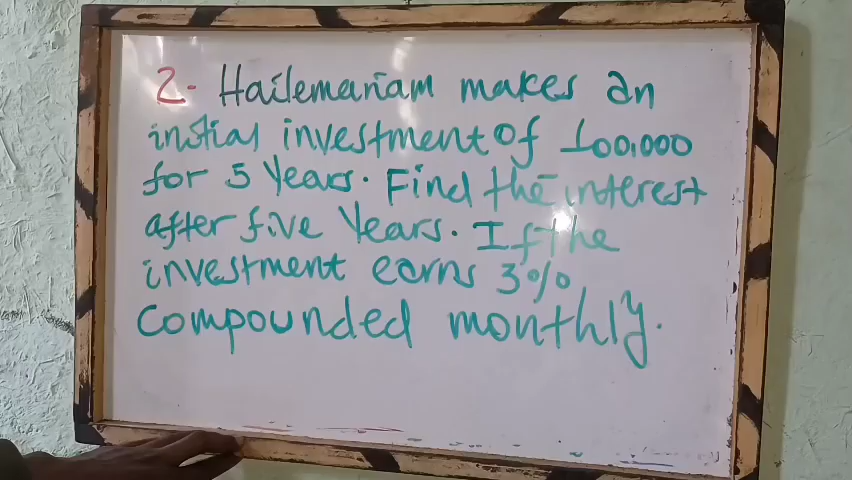 2- Hailemariam makes an
initial investment of 100,000
for 5 Years. Find the interest
after five Years. If the
investment earns 3%
compounded monthly.